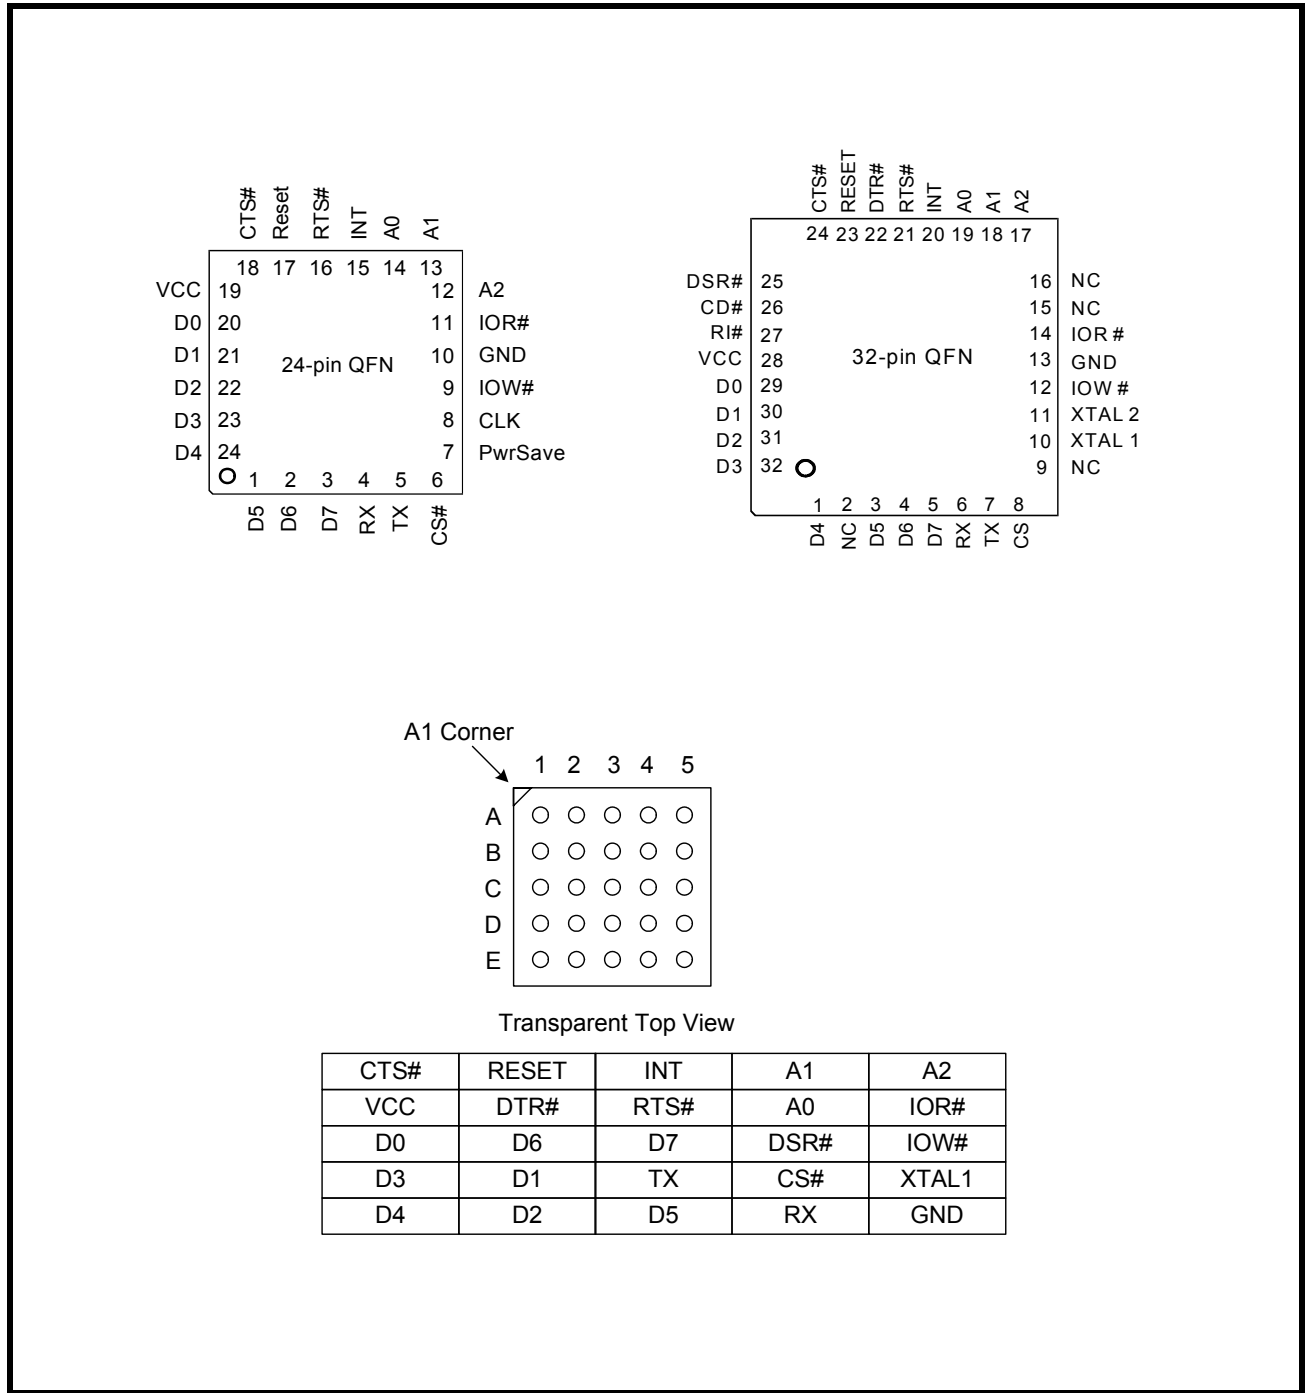 CTS# Reset RTS# INT A0 A1
18 17 16 15 14 13
VCC 19 12 A2
D0 20 11 IOR#
D1 21 10 GND
24-pin QFN
D2 22 9 IOW#
D3 23 8 CLK
D4 24 7 PwrSave
1 2 3 4 5 6
D5 D6 D7 RX TX CS#
CTS# RESET DTR# RTS# INT A0 A1 A2
24 23 22 21 20 19 18 17
DSR# 25 16 NC
CD# 26 15 NC
RI# 27 14 IOR#
VCC 28 32-pin QFN 13 GND
D0 29 12 IOW#
D1 30 11 XTAL2
D2 31 10 XTAL1
D3 32 9 NC
1 2 3 4 5 6 7 8
D4 NC D5 D6 D7 RX TX CS
A1 Corner
1 2 3 4 5
A
B
C
D
E
Transparent Top View
CTS# RESET INT A1 A2
VCC DTR# RTS# A0 IOR#
D0 D6 D7 DSR# IOW#
D3 D1 TX CS# XTAL1
D4 D2 D5 RX GND